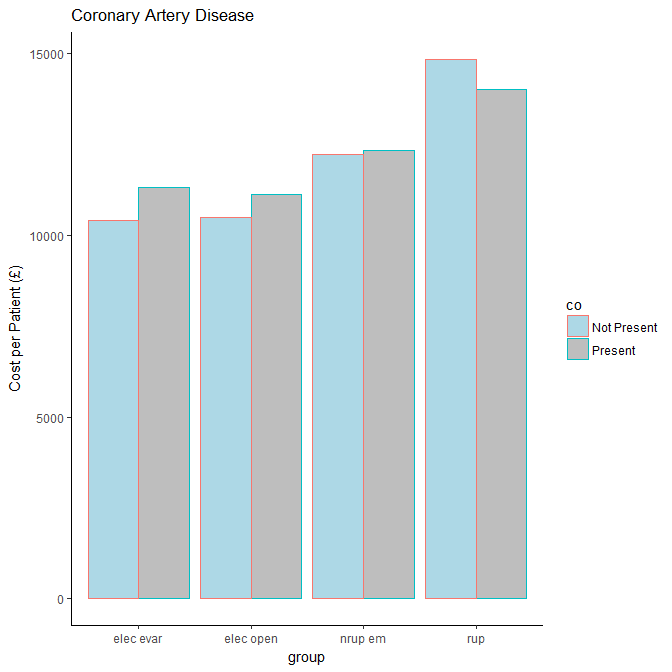 Coronary Artery Disease
15000
10000
5000
0
Cost per Patient (£)
elec evar
elec open
nrup em
rup
group
co
Not Present
Present